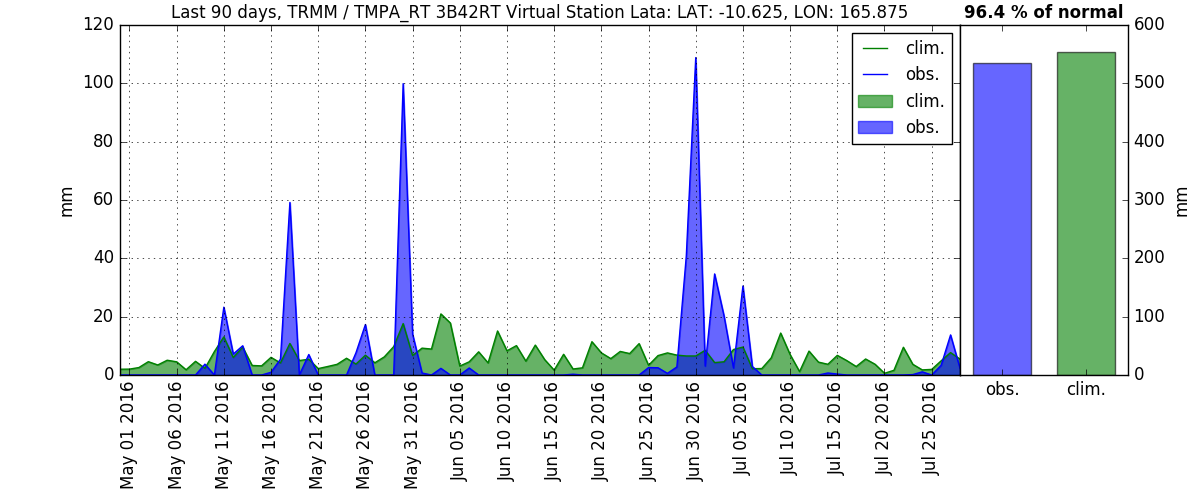 Last 90 days, TRMM / TMPA_RT 3B42RT Virtual Station Lata: LAT: -10.625, LON: 165.875
96.4 % of normal
mm
120
100
80
60
40
20
0
clim.
obs.
clim.
obs.
600
500
400
300
200
100
0
mm
May 01 2016
May 06 2016
May 11 2016
May 16 2016
May 21 2016
May 26 2016
May 31 2016
Jun 05 2016
Jun 10 2016
Jun 15 2016
Jun 20 2016
Jun 25 2016
Jun 30 2016
Jul 05 2016
Jul 10 2016
Jul 15 2016
Jul 20 2016
Jul 25 2016
obs.
clim.